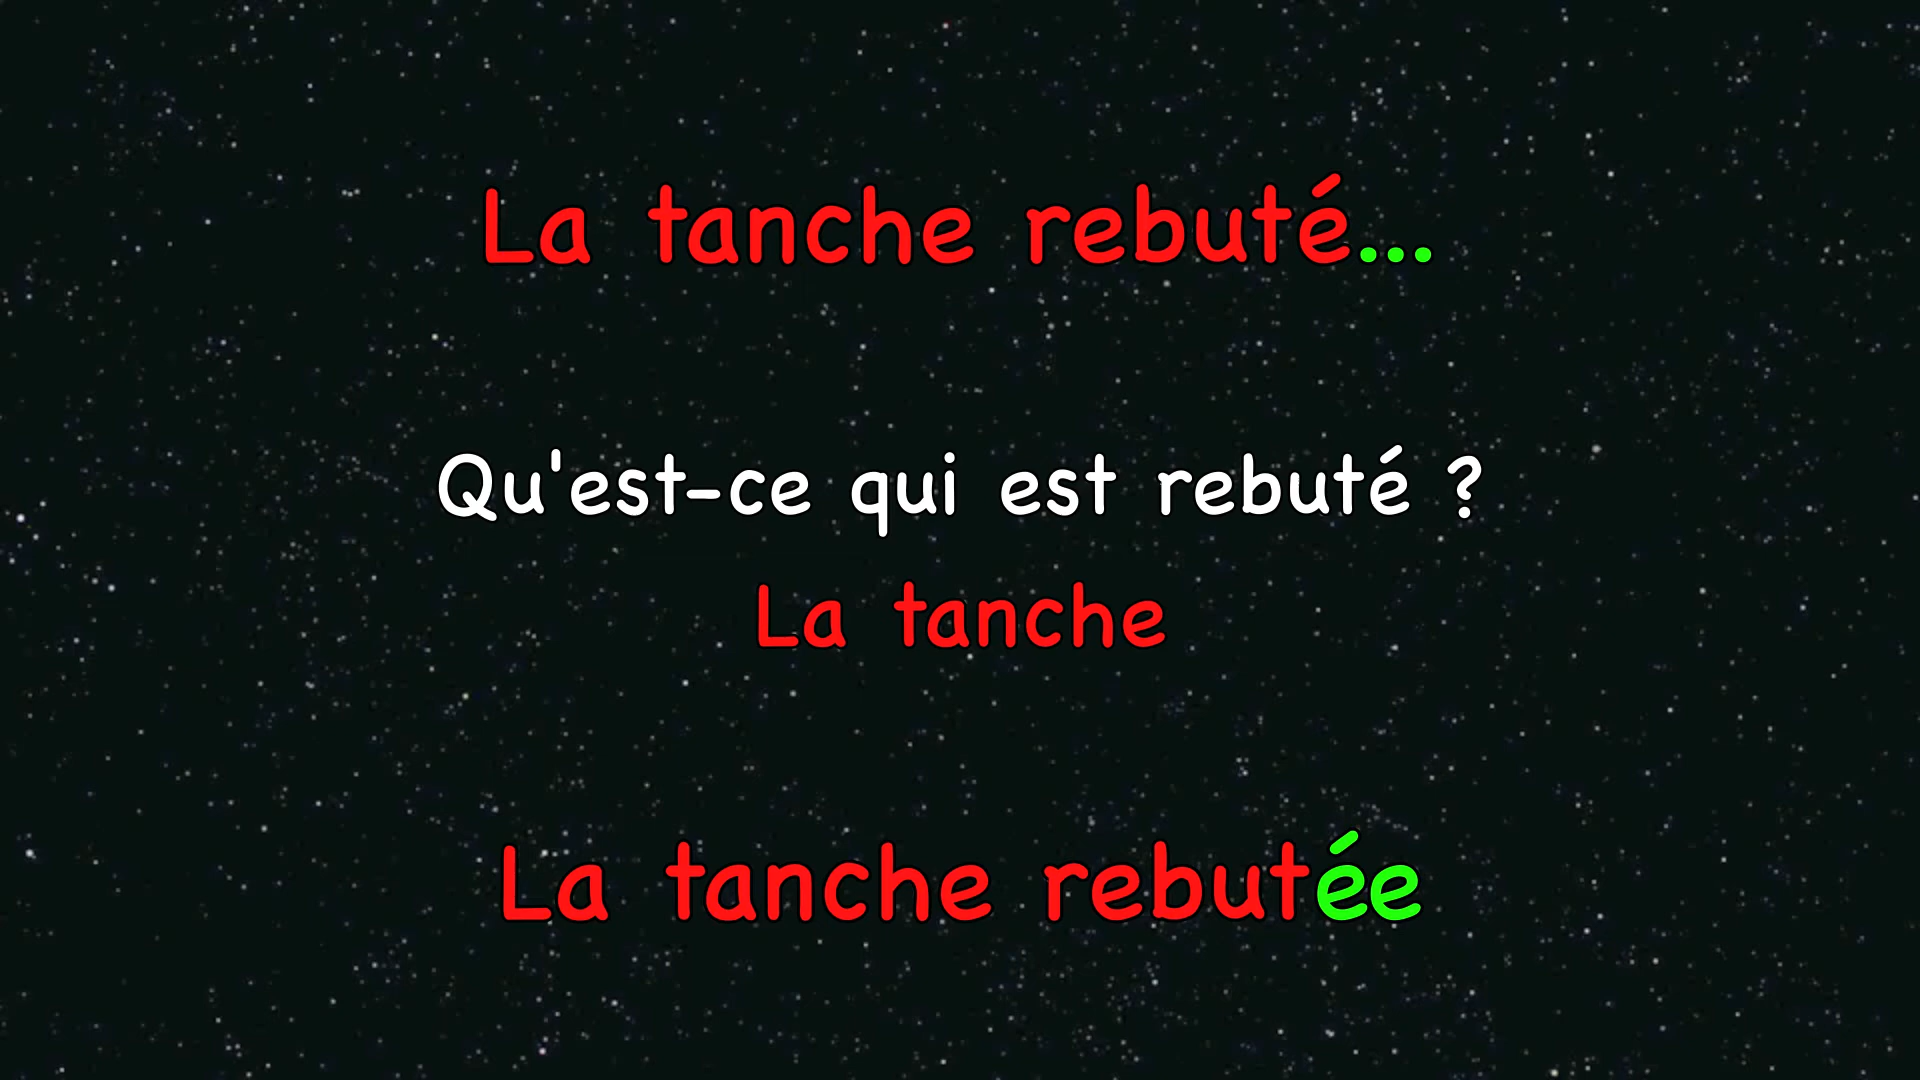 La tanche rebuté...
Qu'est-ce qui est rebuté ?
La tanche
La tanche rebutée